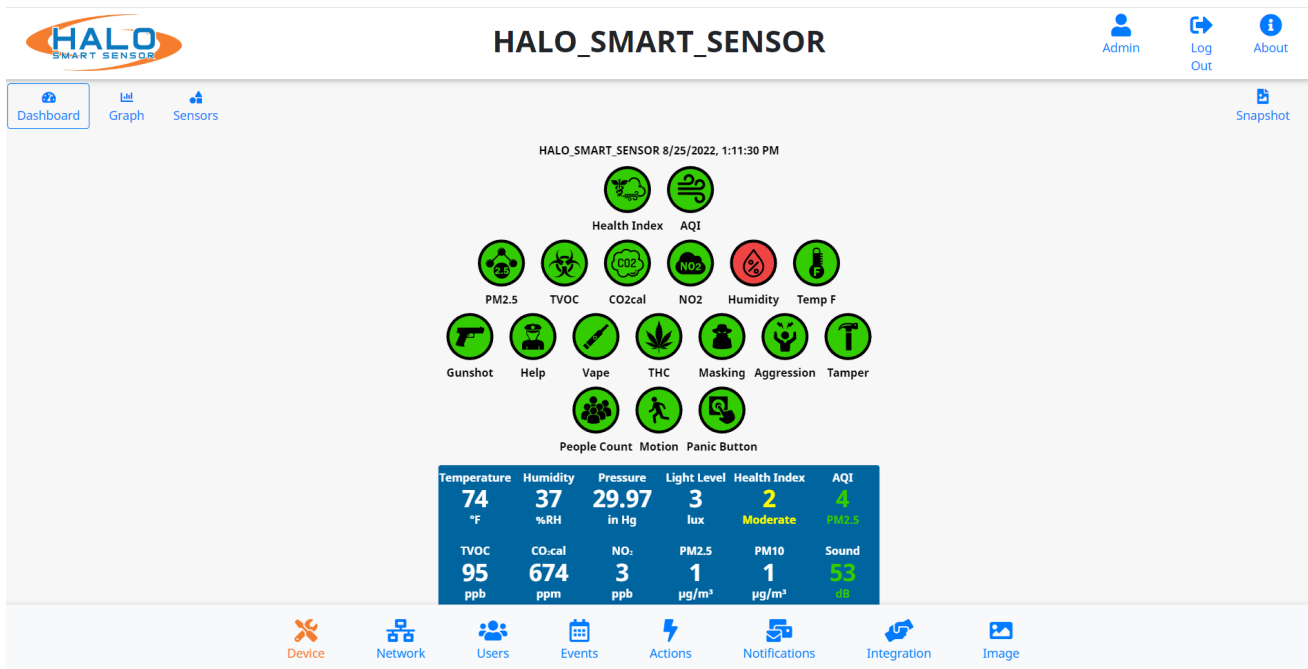 HALO
SMART SENSOR
HALO_SMART_SENSOR
Admin
Log
Out
About
Dashboard
Graph
Sensors
Snapshot
HALO_SMART_SENSOR 8/25/2022, 1:11:30 PM
Health Index AQI
2.5 CO2 NO2 % F
PM2.5 TVOC CO2cal NO2 Humidity Temp F
Gunshot Help Vape THC Masking Aggression Tamper
People Count Motion Panic Button
Temperature Humidity Pressure Light Level Health Index AQI
74 37 29.97 3 2 4
°F %RH in Hg lux Moderate PM2.5
TVOC CO₂cal NO₂ PM2.5 PM10 Sound
95 674 3 1 1 53
ppb ppm ppb µg/m³ µg/m³ dB
Device Network Users Events Actions Notifications Integration Image